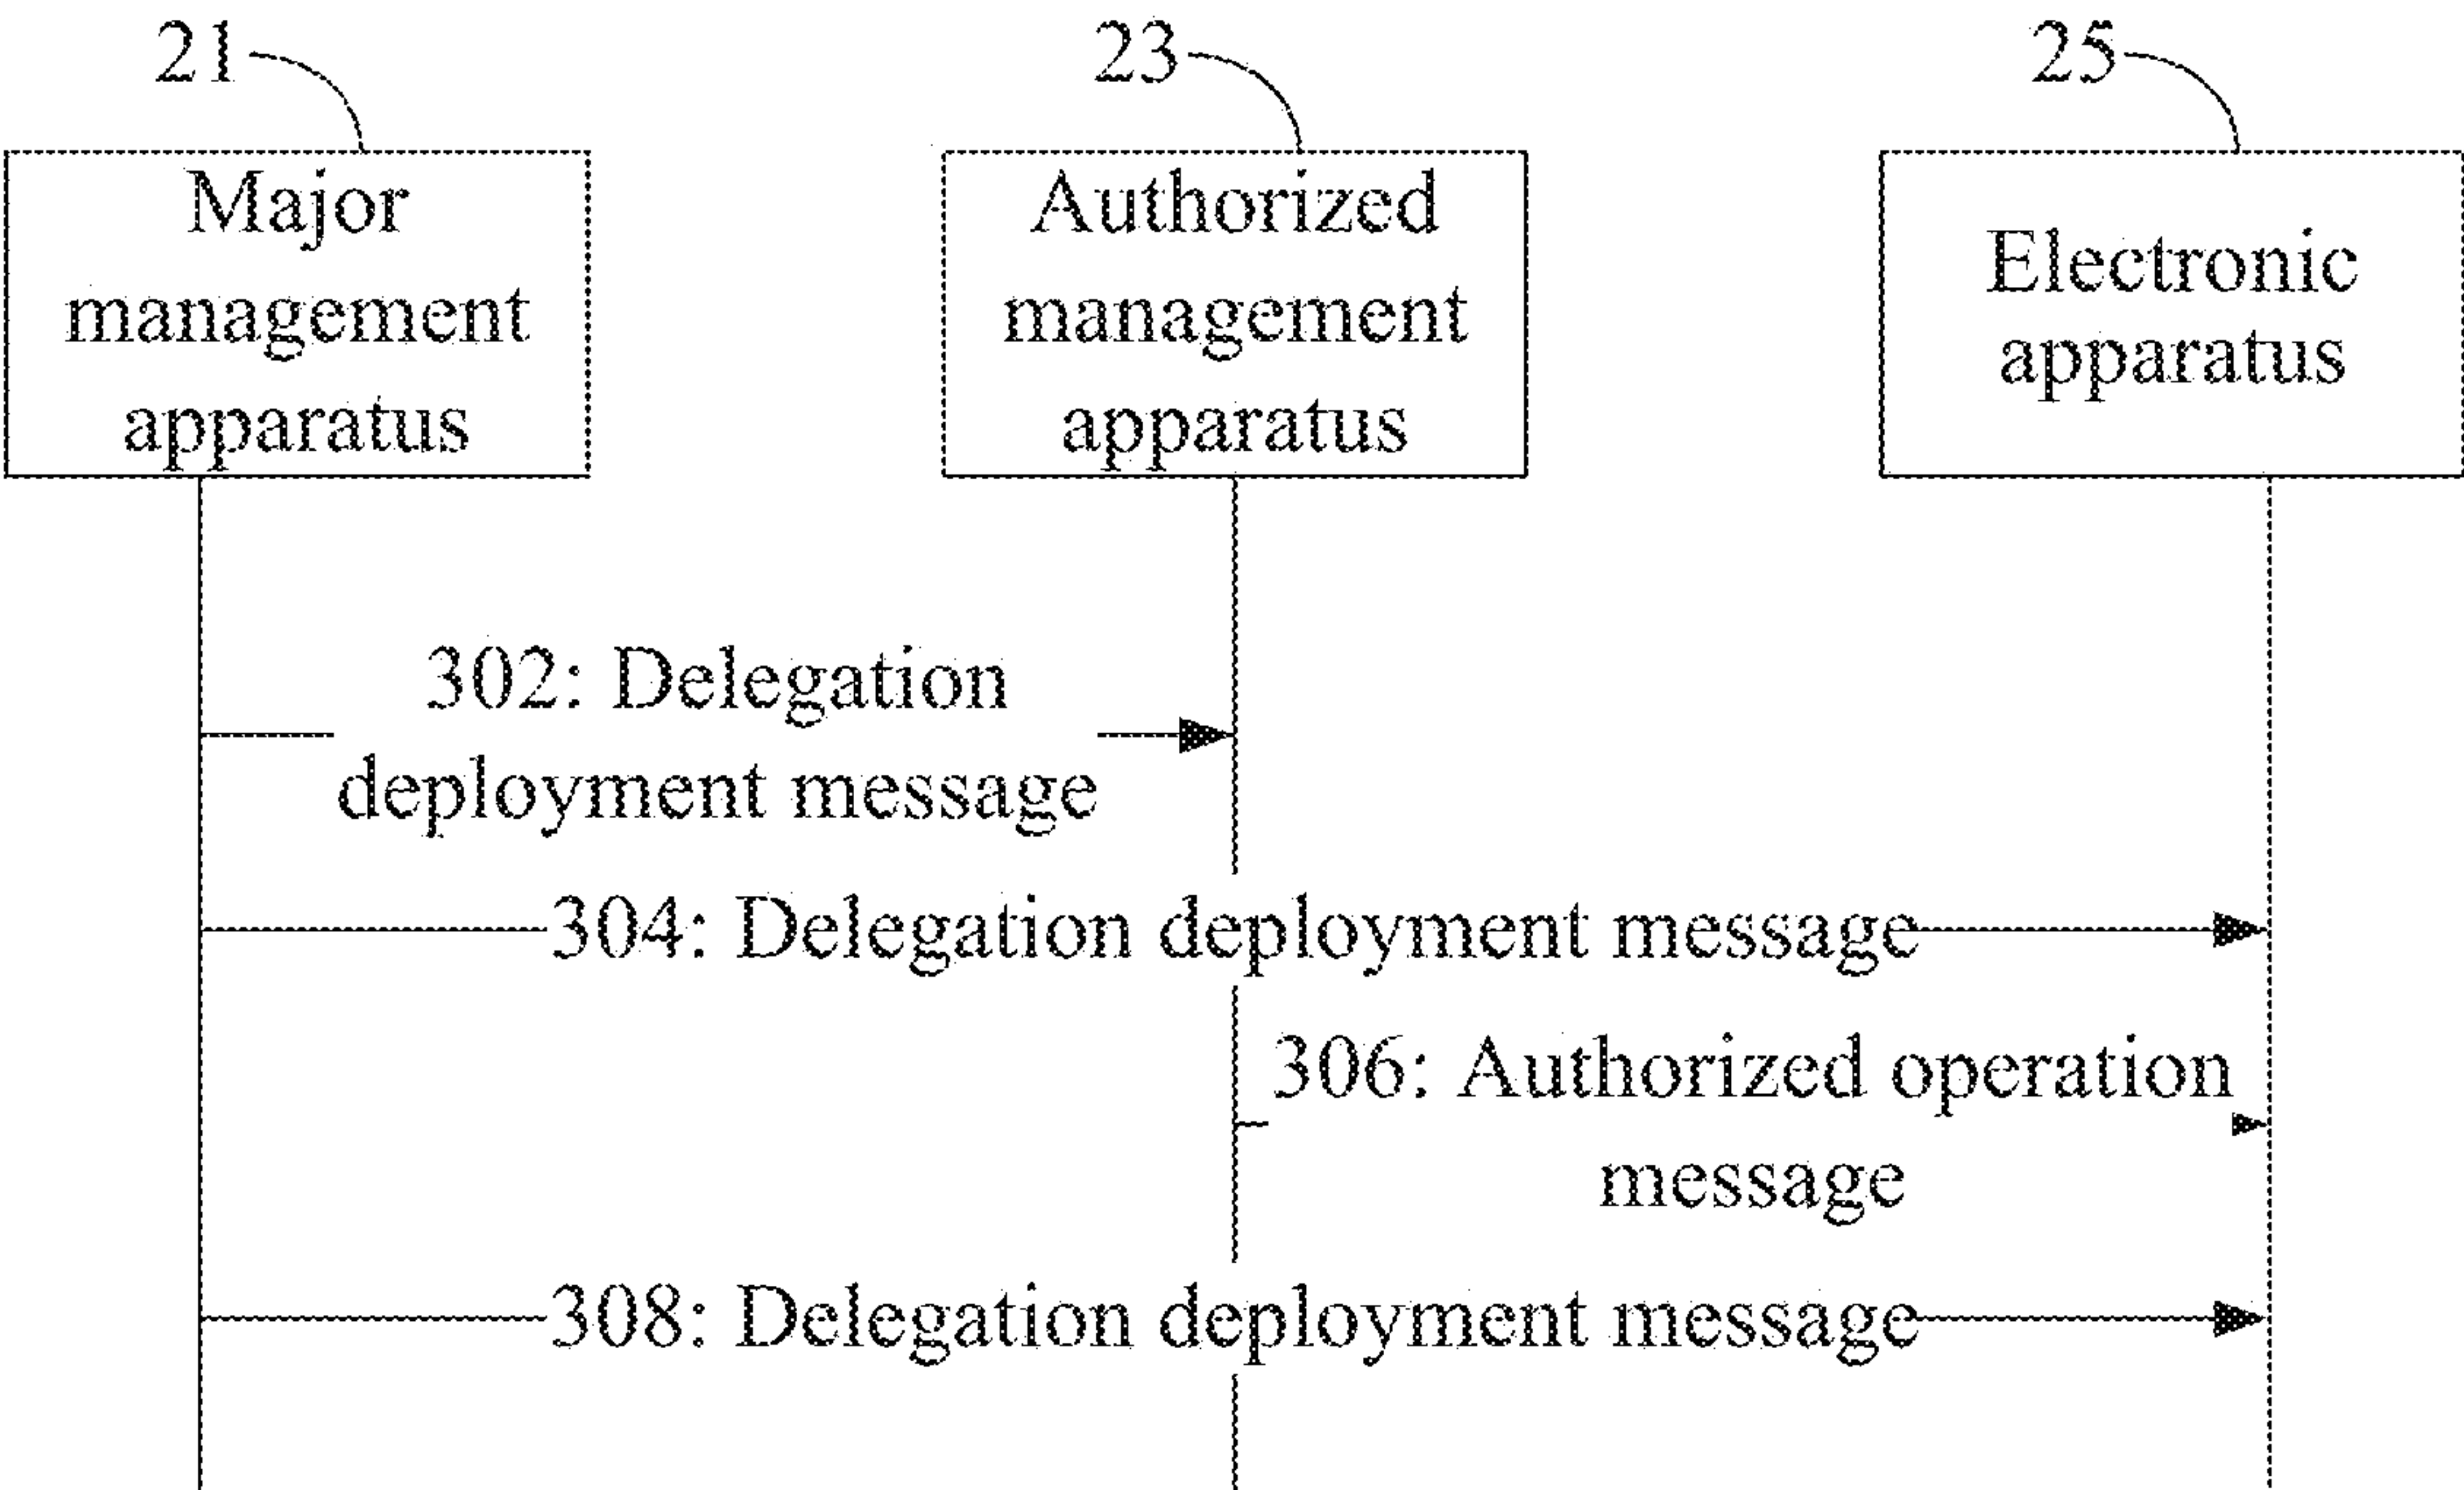 21
23
25
Major
management
apparatus
Authorized
management
apparatus
Electronic
apparatus
302: Delegation
deployment message
304: Delegation deployment message
306: Authorized operation
message
308: Delegation deployment message